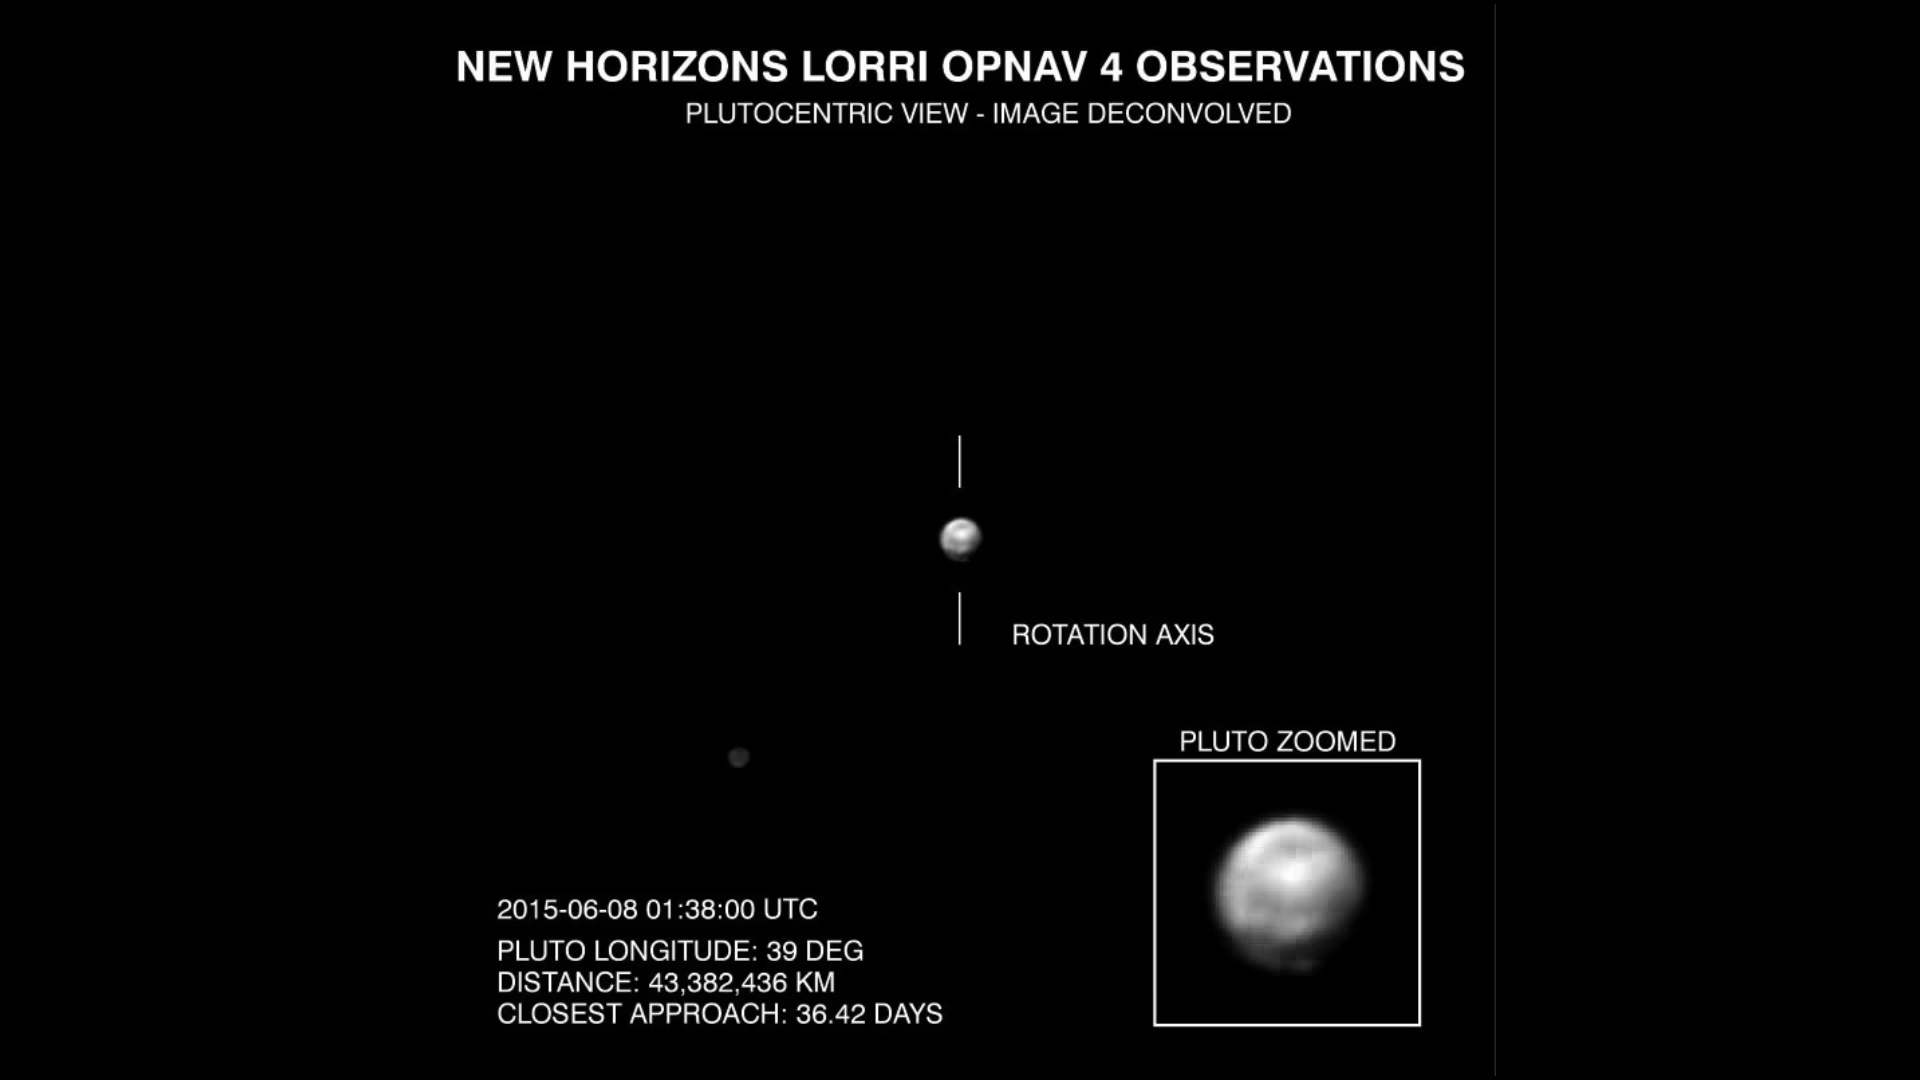 NEW HORIZONS LORRI OPNAV 4 OBSERVATIONS
PLUTOCENTRIC VIEW - IMAGE DECONVOLVED
ROTATION AXIS
PLUTO ZOOMED
2015-06-08 01:38:00 UTC
PLUTO LONGITUDE: 39 DEG
DISTANCE: 43,382,436 KM
CLOSEST APPROACH: 36.42 DAYS